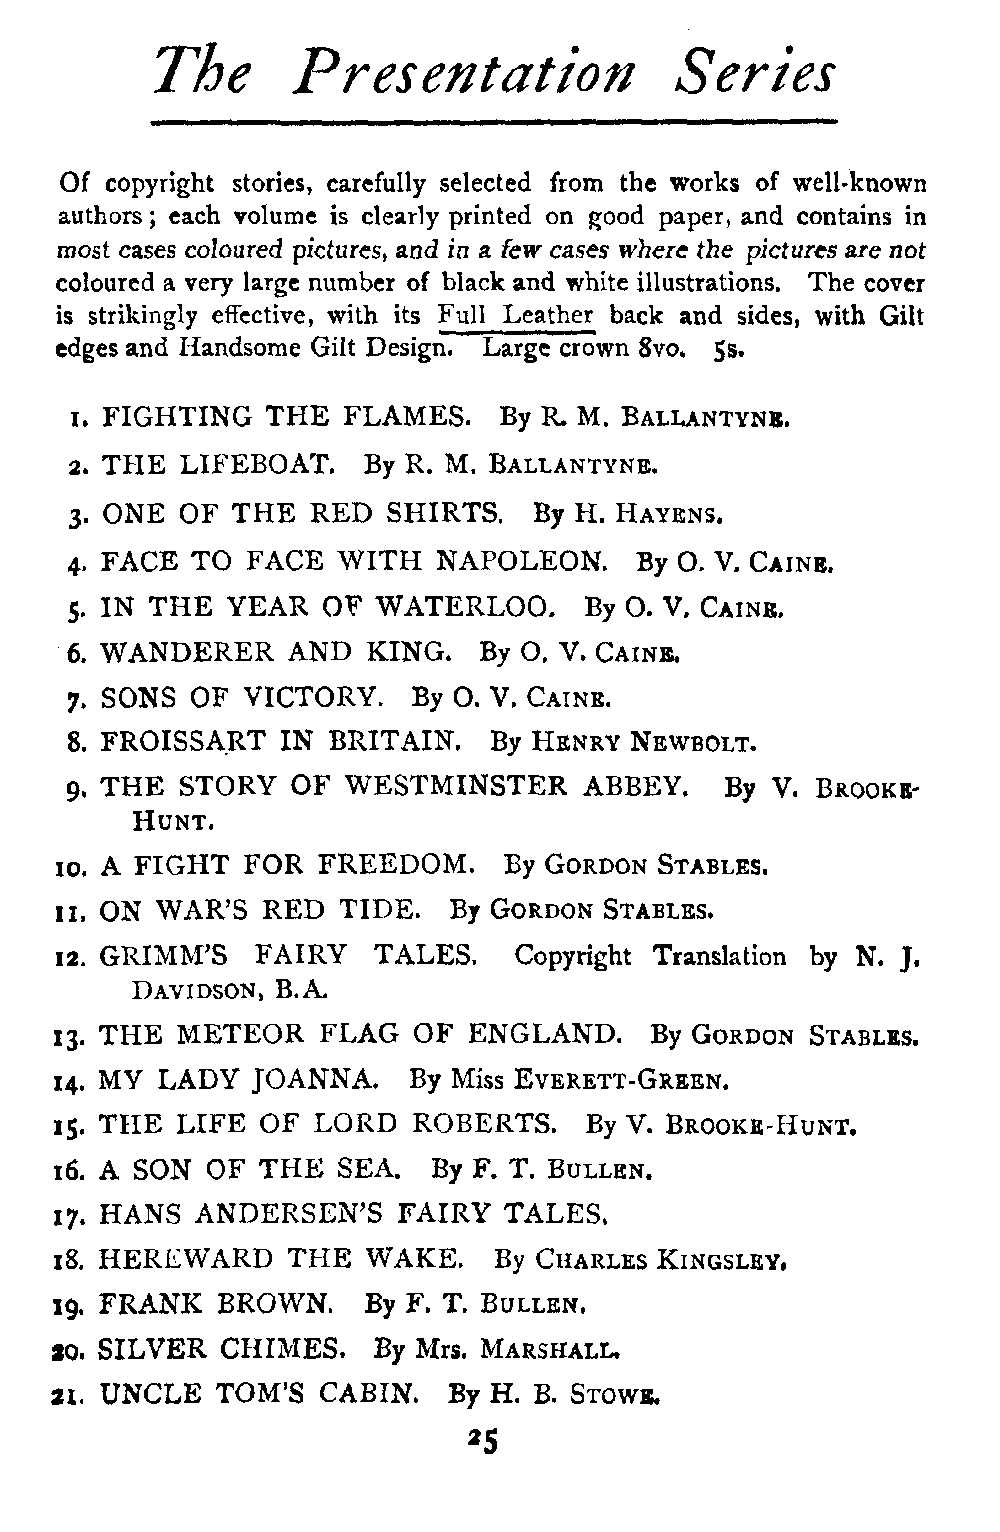 The Presentation Series
Of copyright stories, carefully selected from the works of well-known
authors; each volume is clearly printed on good paper, and contains in
most cases coloured pictures, and in a few cases where the pictures are not
coloured a very large number of black and white illustrations. The cover
is strikingly effective, with its Full Leather back and sides, with Gilt
edges and Handsome Gilt Design. Large crown 8vo. 5s.
1. FIGHTING THE FLAMES. By R. M. BALLANTYNE.
2. THE LIFEBOAT. By R. M. BALLANTYNE.
3. ONE OF THE RED SHIRTS. By H. HAYENS.
4. FACE TO FACE WITH NAPOLEON. By O. V. CAINE.
5. IN THE YEAR OF WATERLOO. By O. V. CAINE.
6. WANDERER AND KING. By O. V. CAINE.
7. SONS OF VICTORY. By O. V. CAINE.
8. FROISSART IN BRITAIN. By HENRY NEWBOLT.
9. THE STORY OF WESTMINSTER ABBEY. By V. BROOKE-
HUNT.
10. A FIGHT FOR FREEDOM. By GORDON STABLES.
11. ON WAR'S RED TIDE. By GORDON STABLES.
12. GRIMM'S FAIRY TALES. Copyright Translation by N. J.
DAVIDSON, B.A.
13. THE METEOR FLAG OF ENGLAND. By GORDON STABLES.
14. MY LADY JOANNA. By Miss EVERETT-GREEN.
15. THE LIFE OF LORD ROBERTS. By V. BROOKE-HUNT.
16. A SON OF THE SEA. By F. T. BULLEN.
17. HANS ANDERSEN'S FAIRY TALES.
18. HEREWARD THE WAKE. By CHARLES KINGSLEY.
19. FRANK BROWN. By F. T. BULLEN.
20. SILVER CHIMES. By Mrs. MARSHALL.
21. UNCLE TOM'S CABIN. By H. B. STOWE.
25